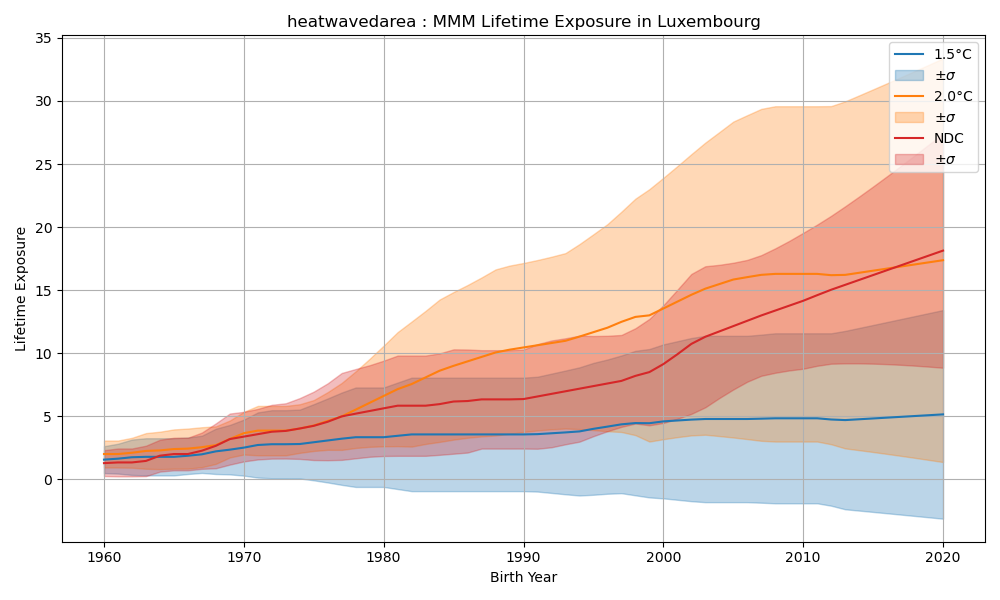 heatwavedarea : MMM Lifetime Exposure in Luxembourg
35
30
25
20
15
10
5
0
Lifetime Exposure
1960
1970
1980
1990
2000
2010
2020
Birth Year
1.5°C
±σ
2.0°C
±σ
NDC
±σ